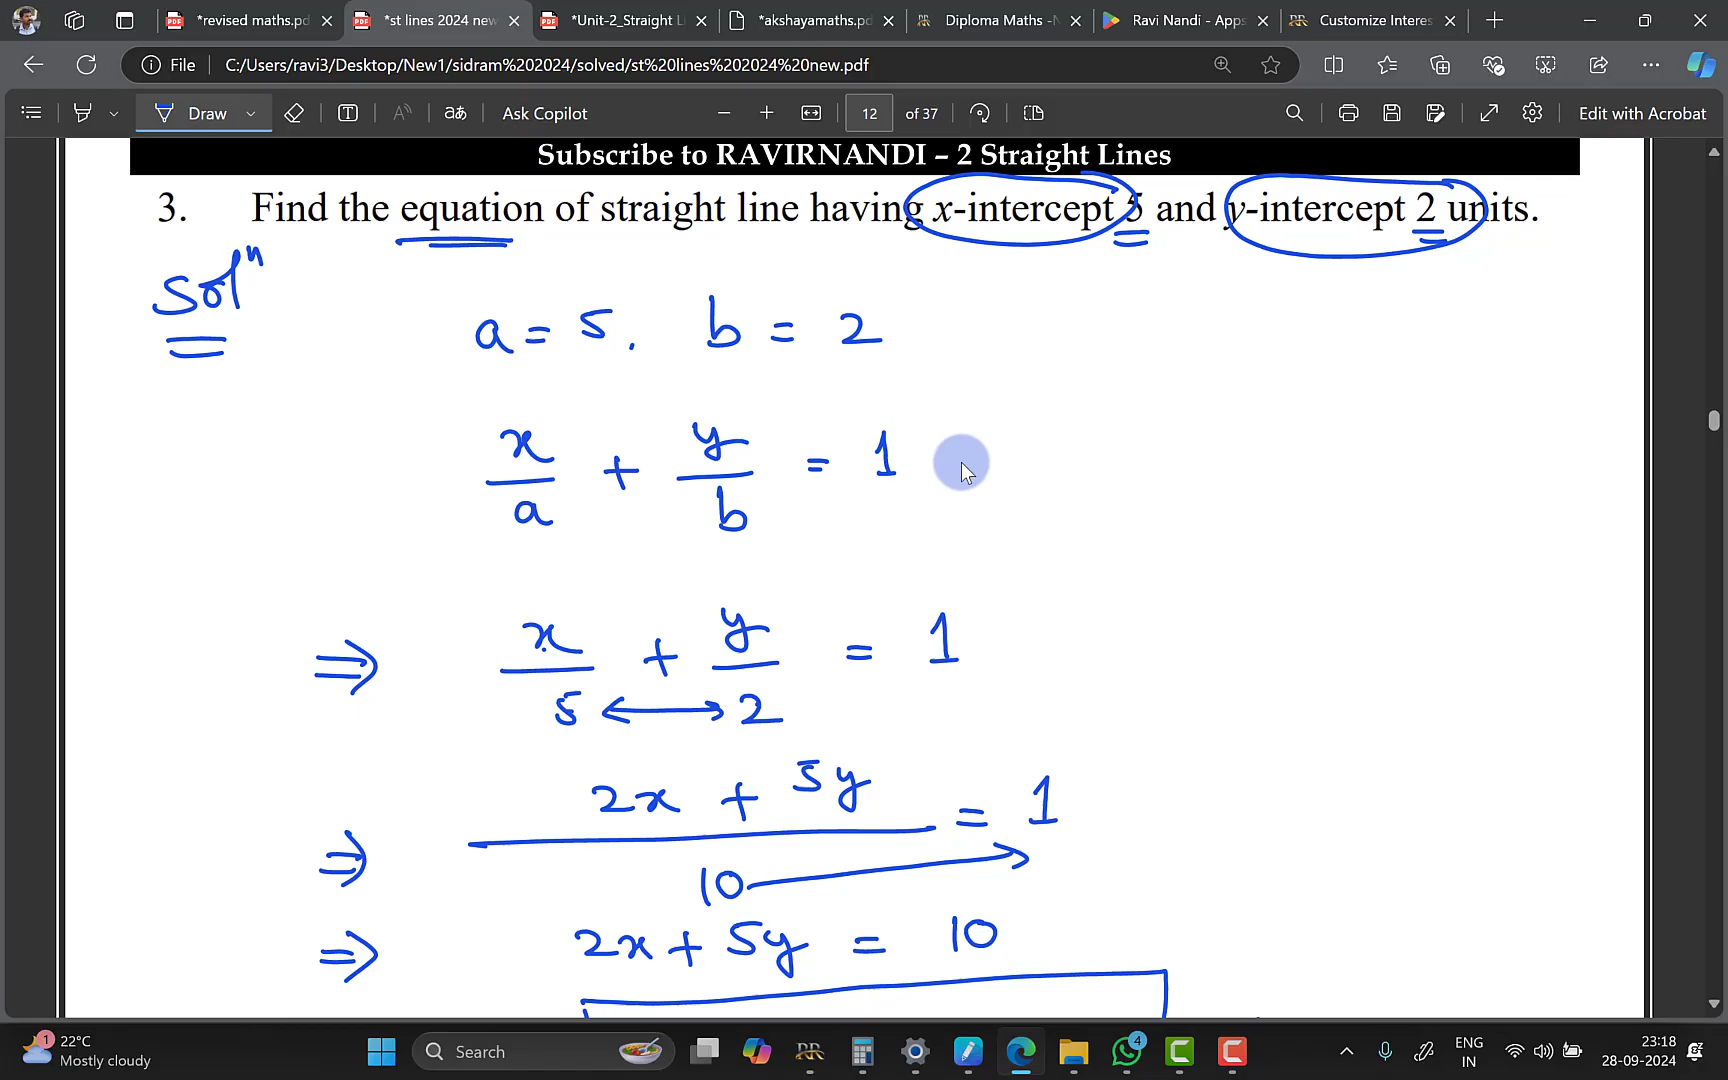 *revised maths.pd
*st lines 2024 new
*Unit-2_Straight L
*akshayamaths.pd
Diploma Maths -N
Ravi Nandi - Apps
Customize Interes
File C:/Users/ravi3/Desktop/New1/sidram%202024/solved/st%20lines%202024%20new.pdf
Draw
aあ
Ask Copilot
12 of 37
Edit with Acrobat
Subscribe to RAVIRNANDI – 2 Straight Lines
3. Find the equation of straight line having x-intercept 5 and y-intercept 2 units.
Solⁿ
a = 5, b = 2
x/a + y/b = 1
⇒ x/5 + y/2 = 1
⇒ (2x + 5y)/10 = 1
⇒ 2x + 5y = 10
1
22°C
Mostly cloudy
Search
4
ENG
IN
23:18
28-09-2024